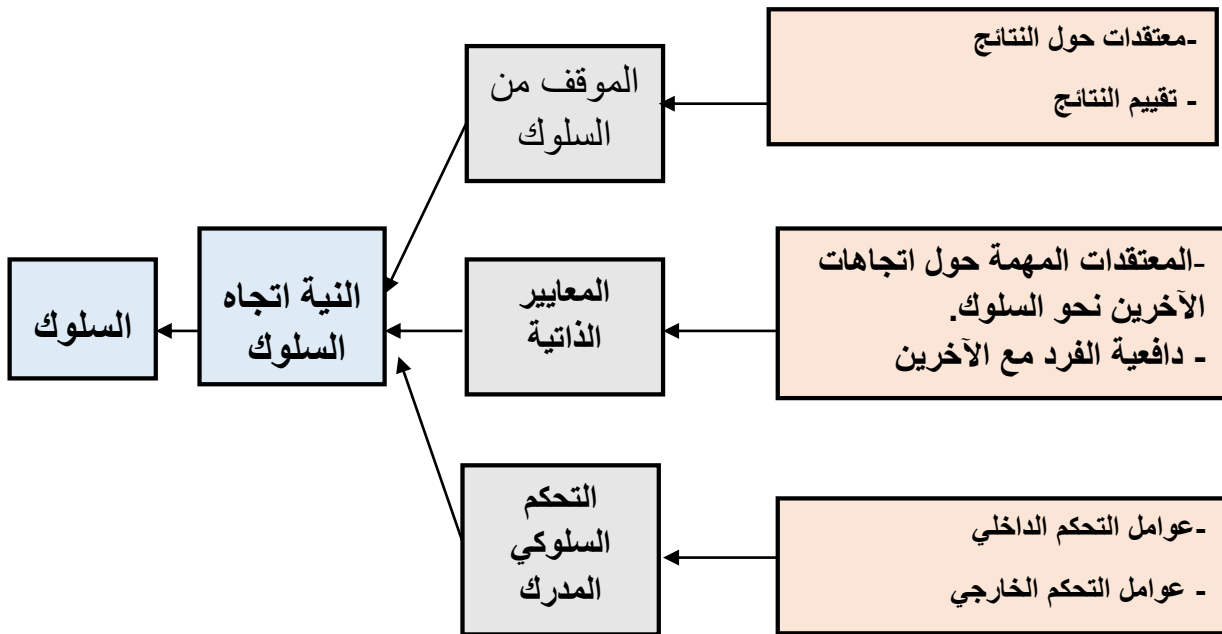 -معتقدات حول النتائج
- تقييم النتائج
الموقف من
السلوك
-المعتقدات المهمة حول اتجاهات
الآخرين نحو السلوك.
- دافعية الفرد مع الآخرين
المعايير
الذاتية
النية اتجاه
السلوك
السلوك
-عوامل التحكم الداخلي
- عوامل التحكم الخارجي
التحكم
السلوكي
المدرك